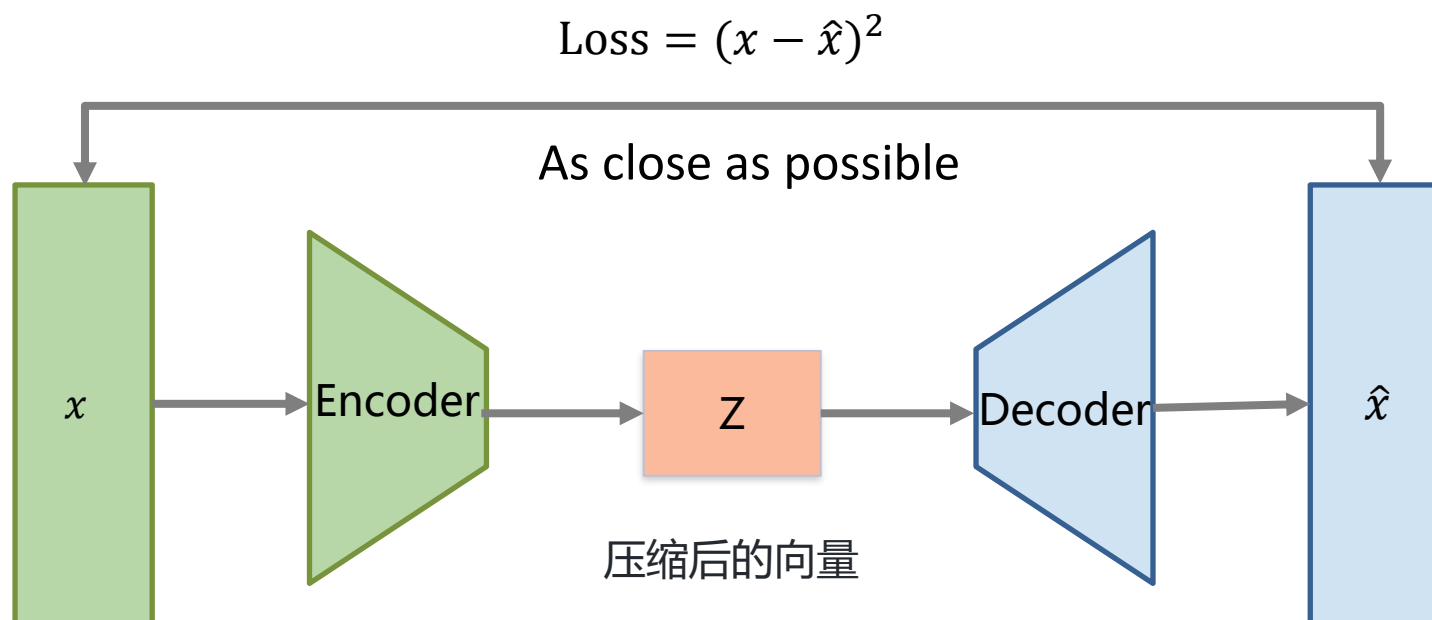 Loss = (x − x̂)²
As close as possible
x
Encoder
Z
Decoder
x̂
压缩后的向量